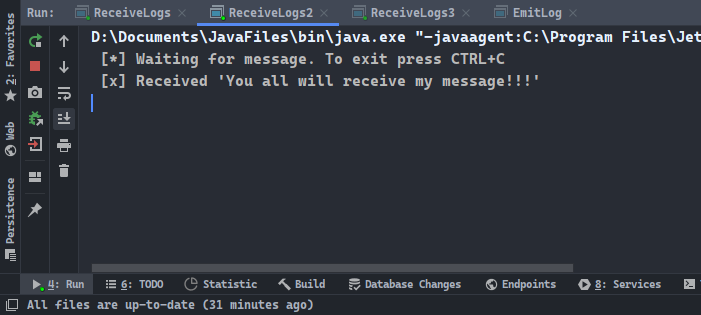 Run: ReceiveLogs × ReceiveLogs2 × ReceiveLogs3 × EmitLog ×
D:\Documents\JavaFiles\bin\java.exe "-javaagent:C:\Program Files\Jet
[*] Waiting for message. To exit press CTRL+C
[x] Received 'You all will receive my message!!!'
2: Favorites
Web
Persistence
4: Run 6: TODO Statistic Build Database Changes Endpoints 8: Services
All files are up-to-date (31 minutes ago)